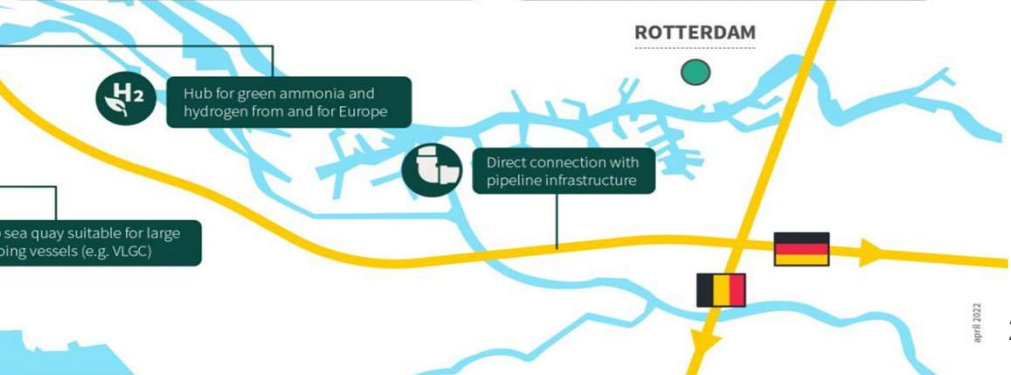 ROTTERDAM
H2
Hub for green ammonia and
hydrogen from and for Europe
Direct connection with
pipeline infrastructure
sea quay suitable for large
vessels (e.g. VLGC)
april 2022